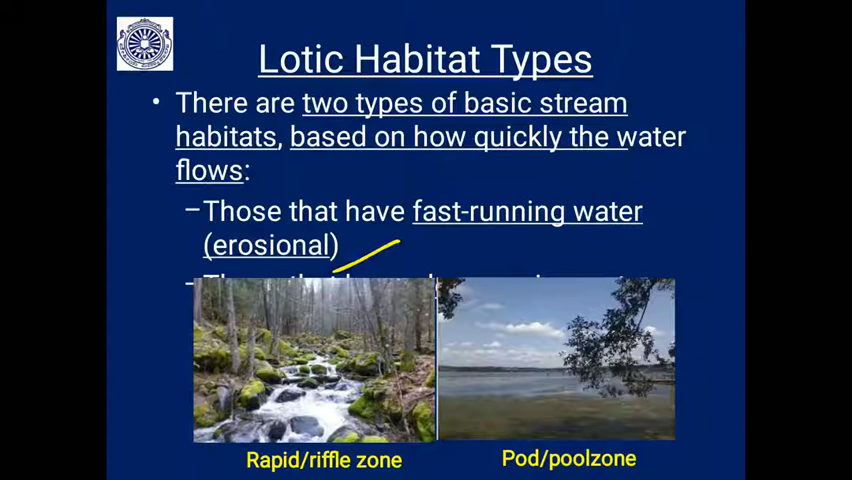 Lotic Habitat Types
• There are two types of basic stream
habitats, based on how quickly the water
flows:
–Those that have fast-running water
(erosional)
Rapid/riffle zone
Pod/poolzone